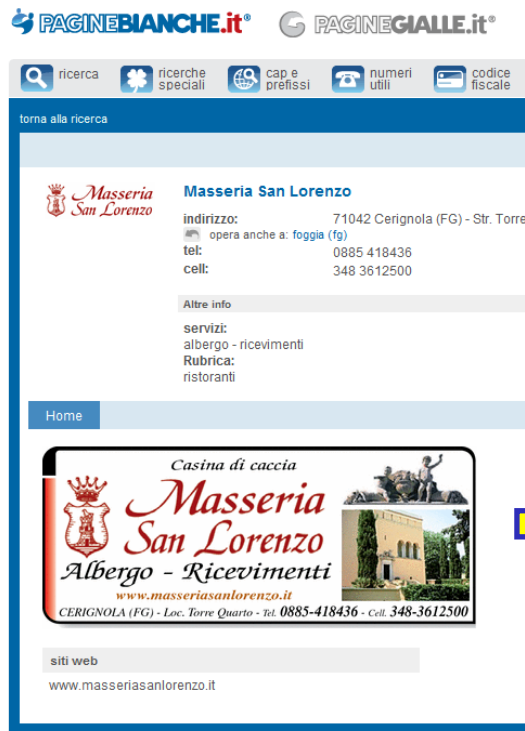 PAGINEBIANCHE.it® PAGINEGIALLE.it®
ricerca ricerche speciali cap e prefissi numeri utili codice fiscale
torna alla ricerca
Masseria San Lorenzo
Masseria San Lorenzo
indirizzo: 71042 Cerignola (FG) - Str. Torre
opera anche a: foggia (fg)
tel: 0885 418436
cell: 348 3612500
Altre info
servizi:
albergo - ricevimenti
Rubrica:
ristoranti
Home
Casina di caccia
Masseria
San Lorenzo
Albergo - Ricevimenti
www.masseriasanlorenzo.it
CERIGNOLA (FG) - Loc. Torre Quarto - Tel. 0885-418436 - Cell. 348-3612500
siti web
www.masseriasanlorenzo.it